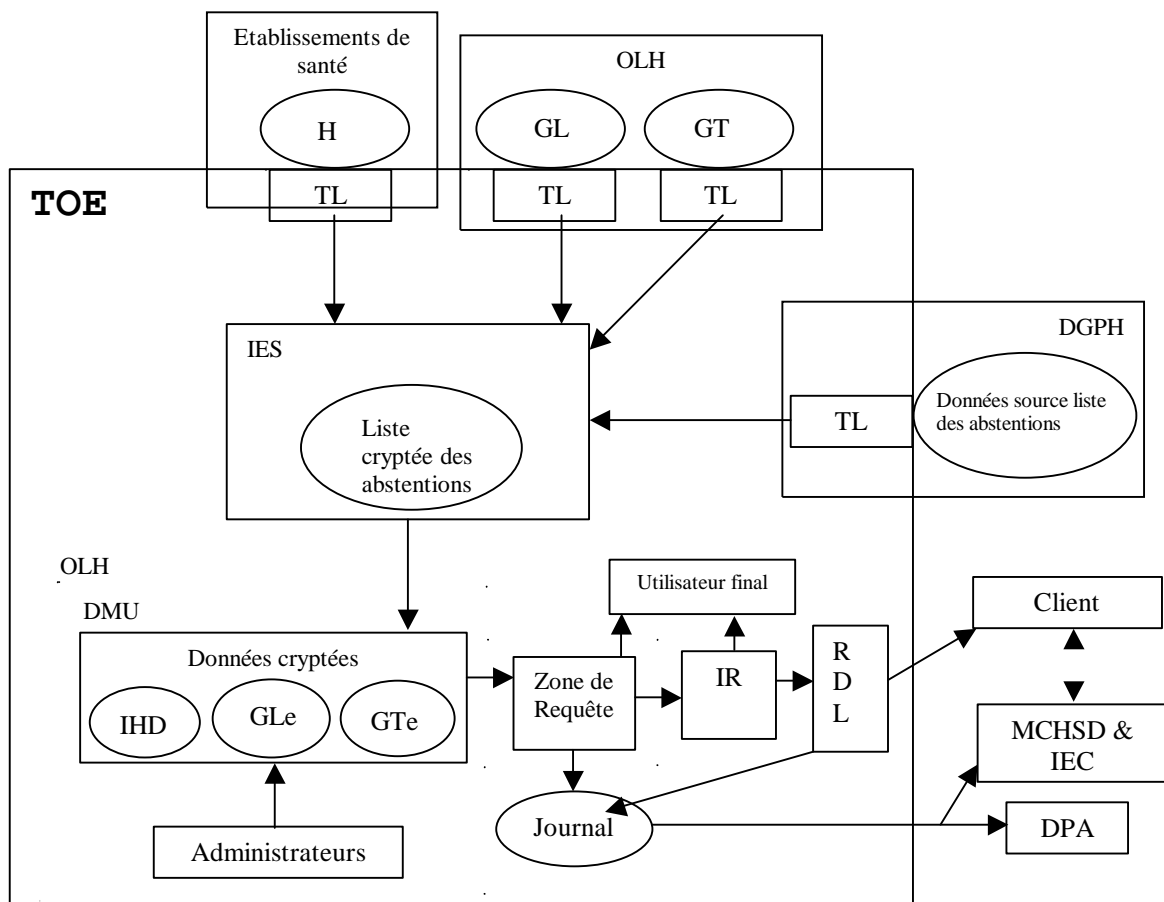 Etablissements de
santé
H
TL
OLH
GL
GT
TL
TL
TOE
IES
Liste
cryptée des
abstentions
DGPH
TL
Données source liste
des abstentions
OLH
DMU
Données cryptées
IHD
GLe
GTe
Administrateurs
Utilisateur final
Zone de
Requête
IR
R
D
L
Journal
Client
MCHSD &
IEC
DPA